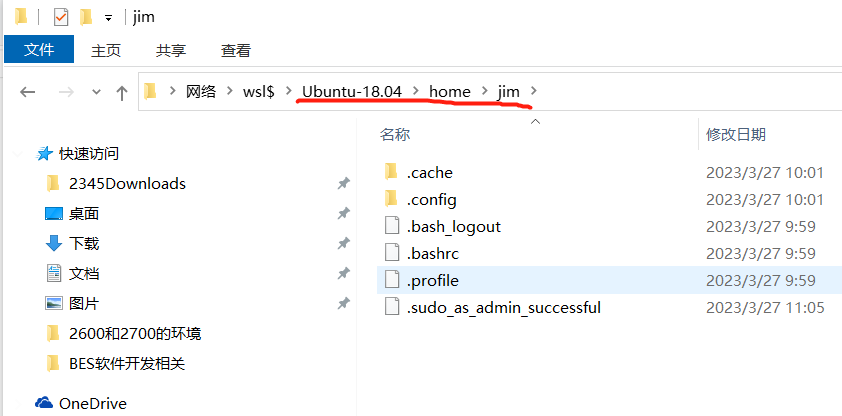 jim
文件 主页 共享 查看
网络 wsl$ Ubuntu-18.04 home jim
名称 修改日期
快速访问
2345Downloads
桌面
下载
文档
图片
2600和2700的环境
BES软件开发相关
OneDrive
.cache 2023/3/27 10:01
.config 2023/3/27 10:01
.bash_logout 2023/3/27 9:59
.bashrc 2023/3/27 9:59
.profile 2023/3/27 9:59
.sudo_as_admin_successful 2023/3/27 11:05